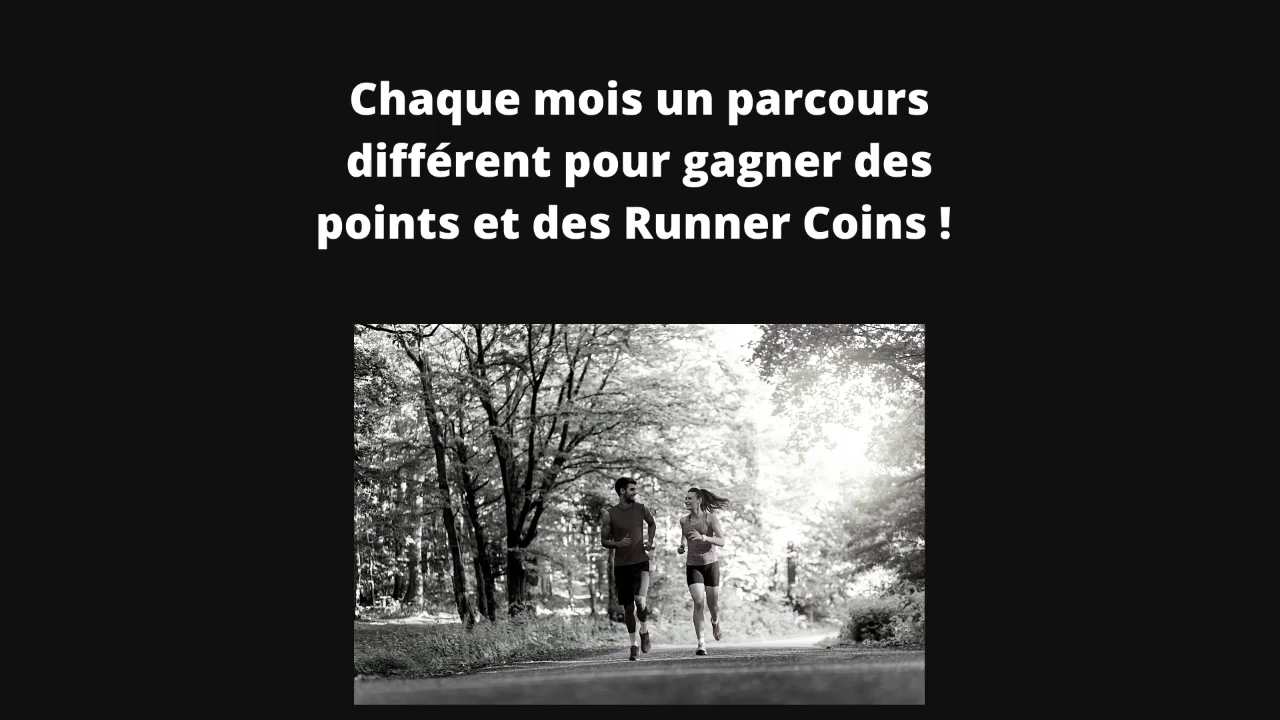 Chaque mois un parcours
différent pour gagner des
points et des Runner Coins !